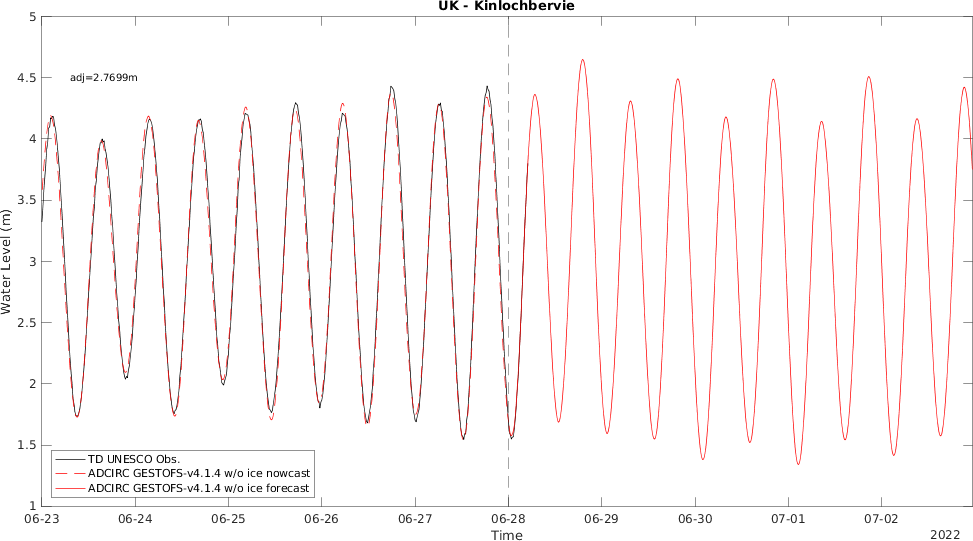 UK - Kinlochbervie
adj=2.7699m
Water Level (m)
5
4.5
4
3.5
3
2.5
2
1.5
1
TD UNESCO Obs.
ADCIRC GESTOFS-v4.1.4 w/o ice nowcast
ADCIRC GESTOFS-v4.1.4 w/o ice forecast
06-23 06-24 06-25 06-26 06-27 06-28 06-29 06-30 07-01 07-02
Time
2022